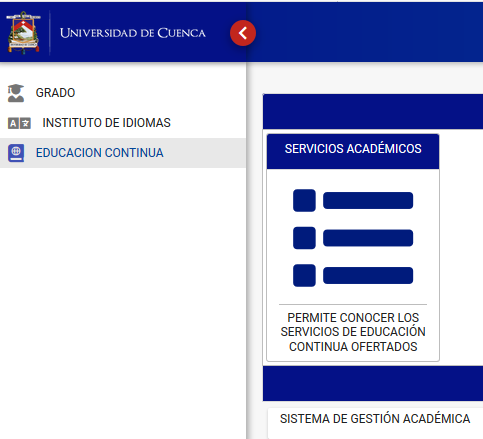 UNIVERSIDAD DE CUENCA
GRADO
INSTITUTO DE IDIOMAS
EDUCACION CONTINUA
SERVICIOS ACADÉMICOS
PERMITE CONOCER LOS
SERVICIOS DE EDUCACIÓN
CONTINUA OFERTADOS
SISTEMA DE GESTIÓN ACADÉMICA